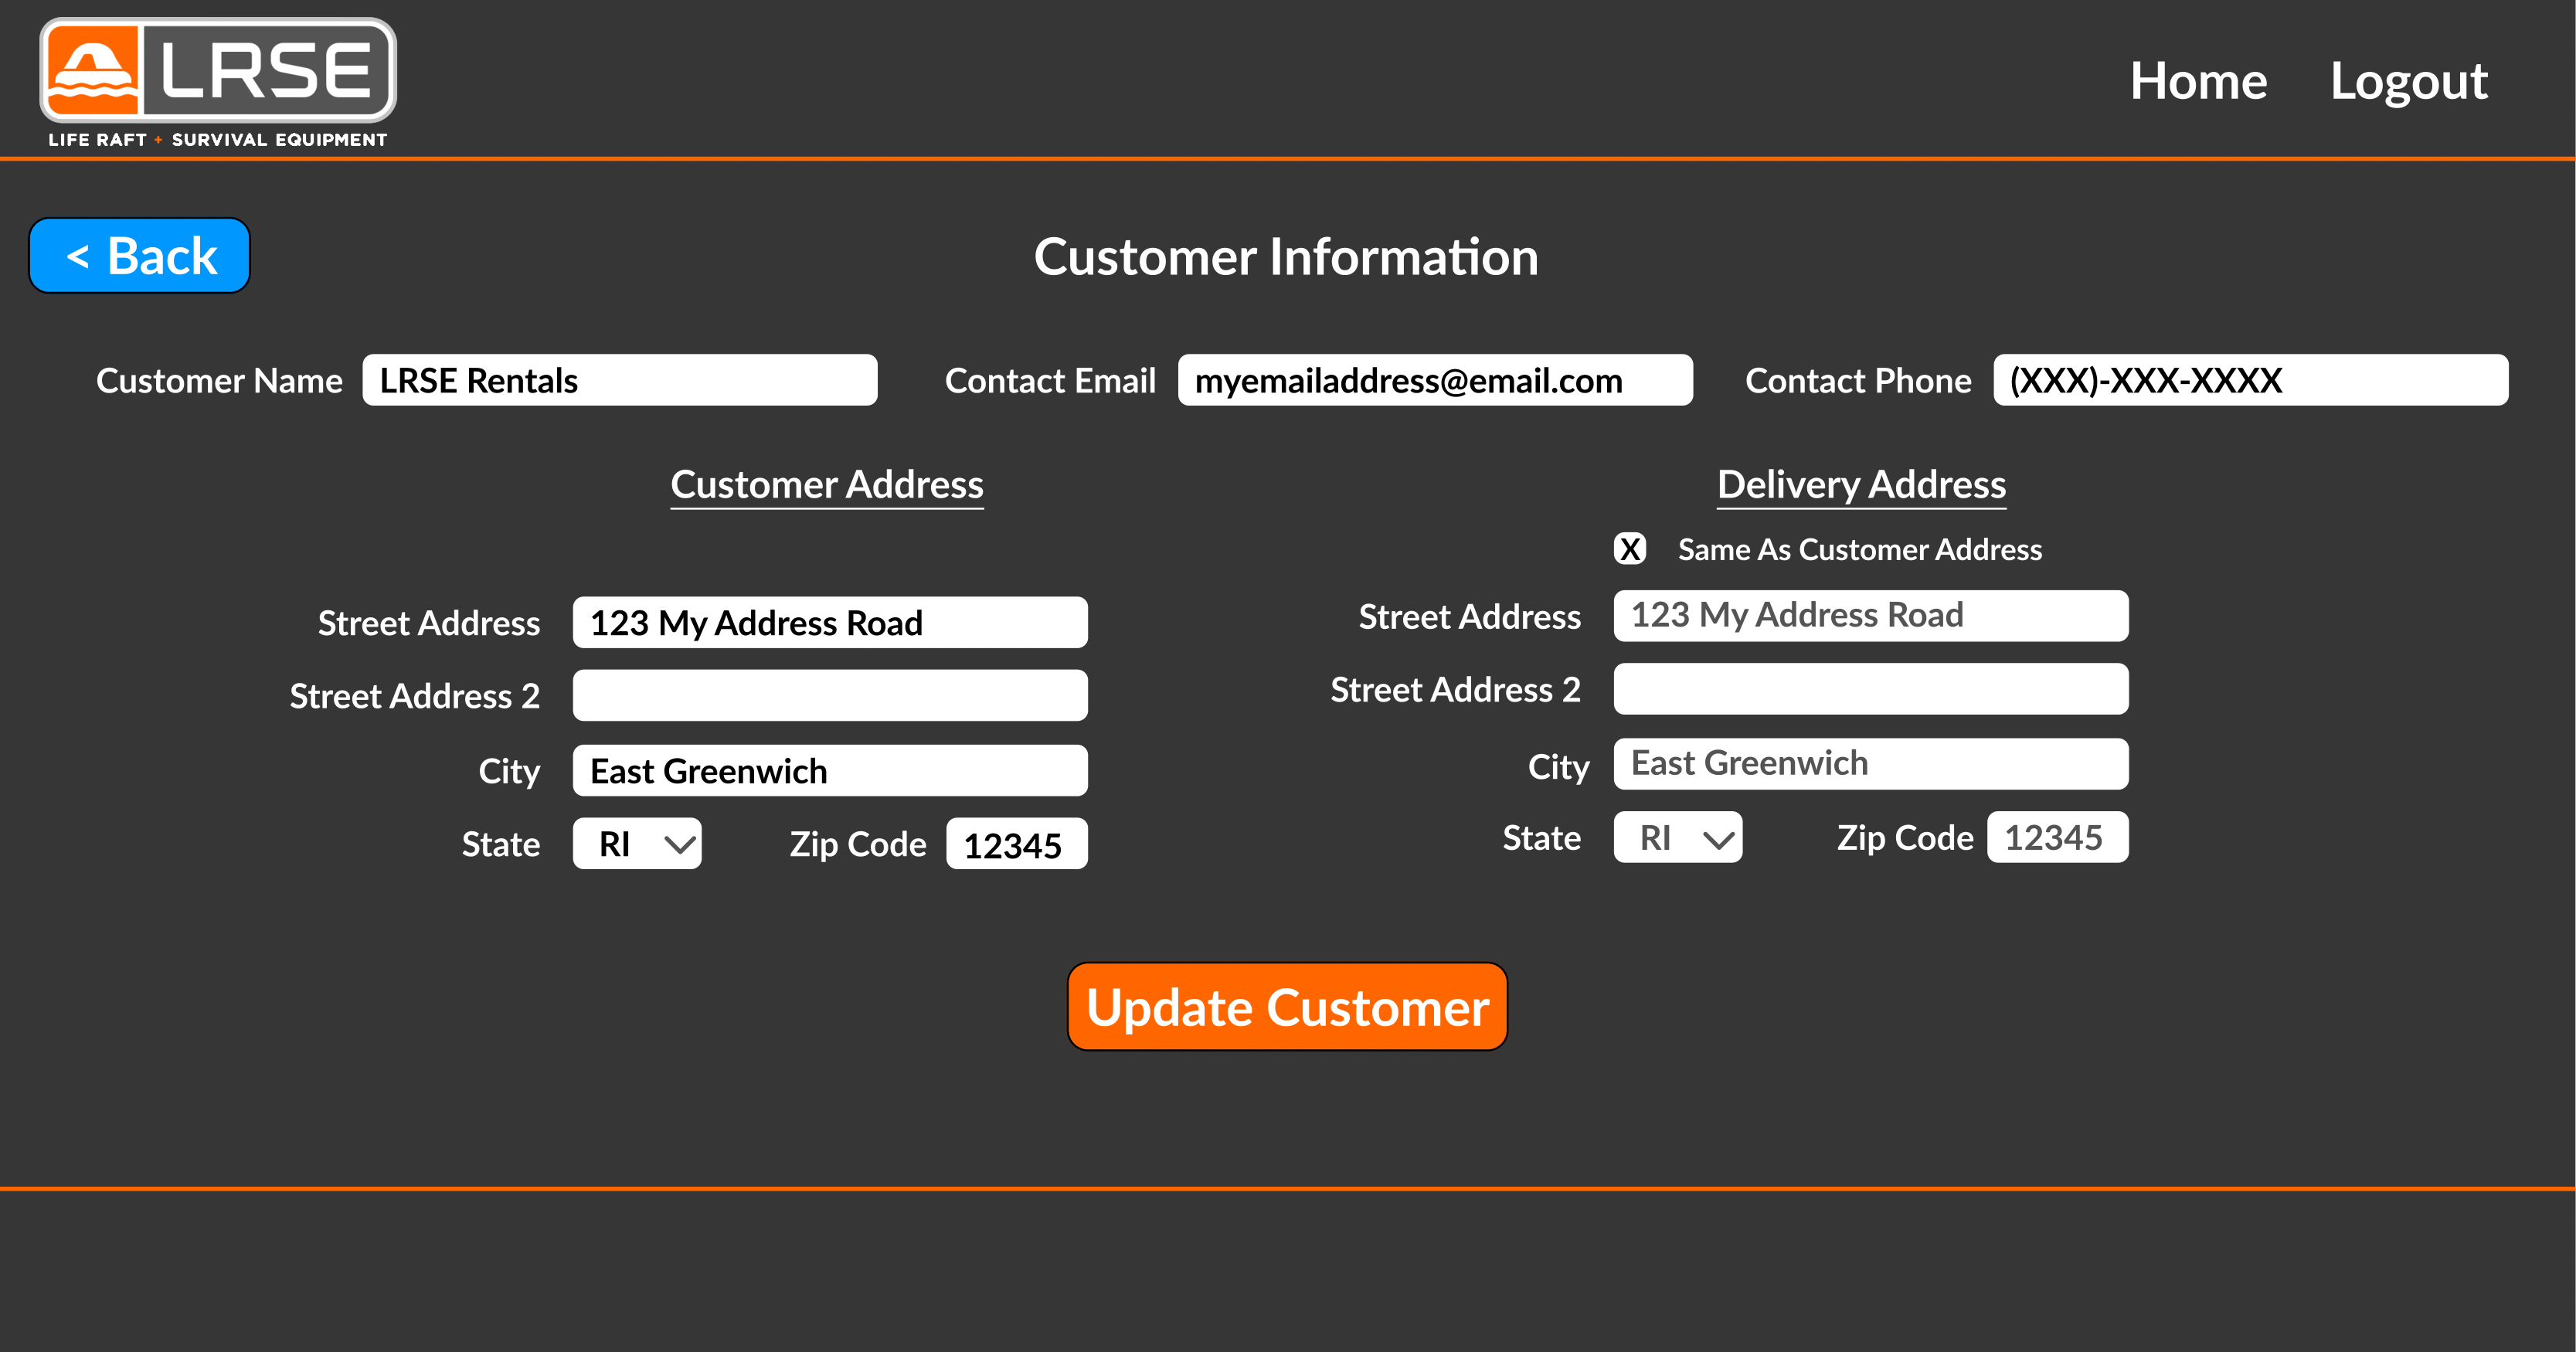 LRSE
LIFE RAFT + SURVIVAL EQUIPMENT
Home Logout
< Back
Customer Information
Customer Name LRSE Rentals Contact Email myemailaddress@email.com Contact Phone (XXX)-XXX-XXXX
Customer Address
Street Address 123 My Address Road
Street Address 2
City East Greenwich
State RI Zip Code 12345
Delivery Address
X Same As Customer Address
Street Address 123 My Address Road
Street Address 2
City East Greenwich
State RI Zip Code 12345
Update Customer